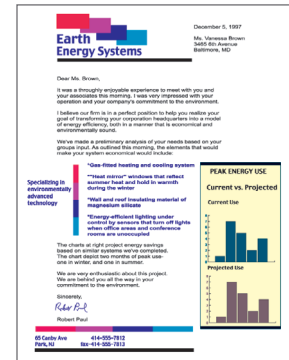 Earth
Energy Systems
December 5, 1997
Ms. Vanessa Brown
3465 6th Avenue
Baltimore, MD
Dear Ms. Brown,
It was a throughly enjoyable experience to meet with you and
your associates this morning. I was very impressed with your
operation and your company's commitment to the environment.
I believe our firm is in a perfect position to help you realize your
goal of transforming your corporation headquarters into a model
of energy efficiency, both in a manner that is economical and
environmentally sound.
We've made a preliminary analysis of your needs based on your
groups input. As outlined this morning, the elements that would
make your system economical would include:
Specializing in
environmentally
advanced
technology
*Gas-fitted heating and cooling system
*"Heat mirror" windows that reflect
summer heat and hold in warmth
during the winter
*Wall and roof insulating material of
magnesium silicate
*Energy-efficient lighting under
control by sensors that turn off lights
when office areas and conference
rooms are unoccupied
PEAK ENERGY USE
Current vs. Projected
Current Use
Projected Use
The charts at right project energy savings
based on similar systems we've completed.
The chart depict two months of peak use-
one in winter, and one in summer.
We are very enthusiastic about this project.
We are behind you all the way in your
commitment to the environment.
Sincerely,
Robert Paul
Robert Paul
65 Canby Ave 414-555-7812
Park, NJ fax-414-555-7813